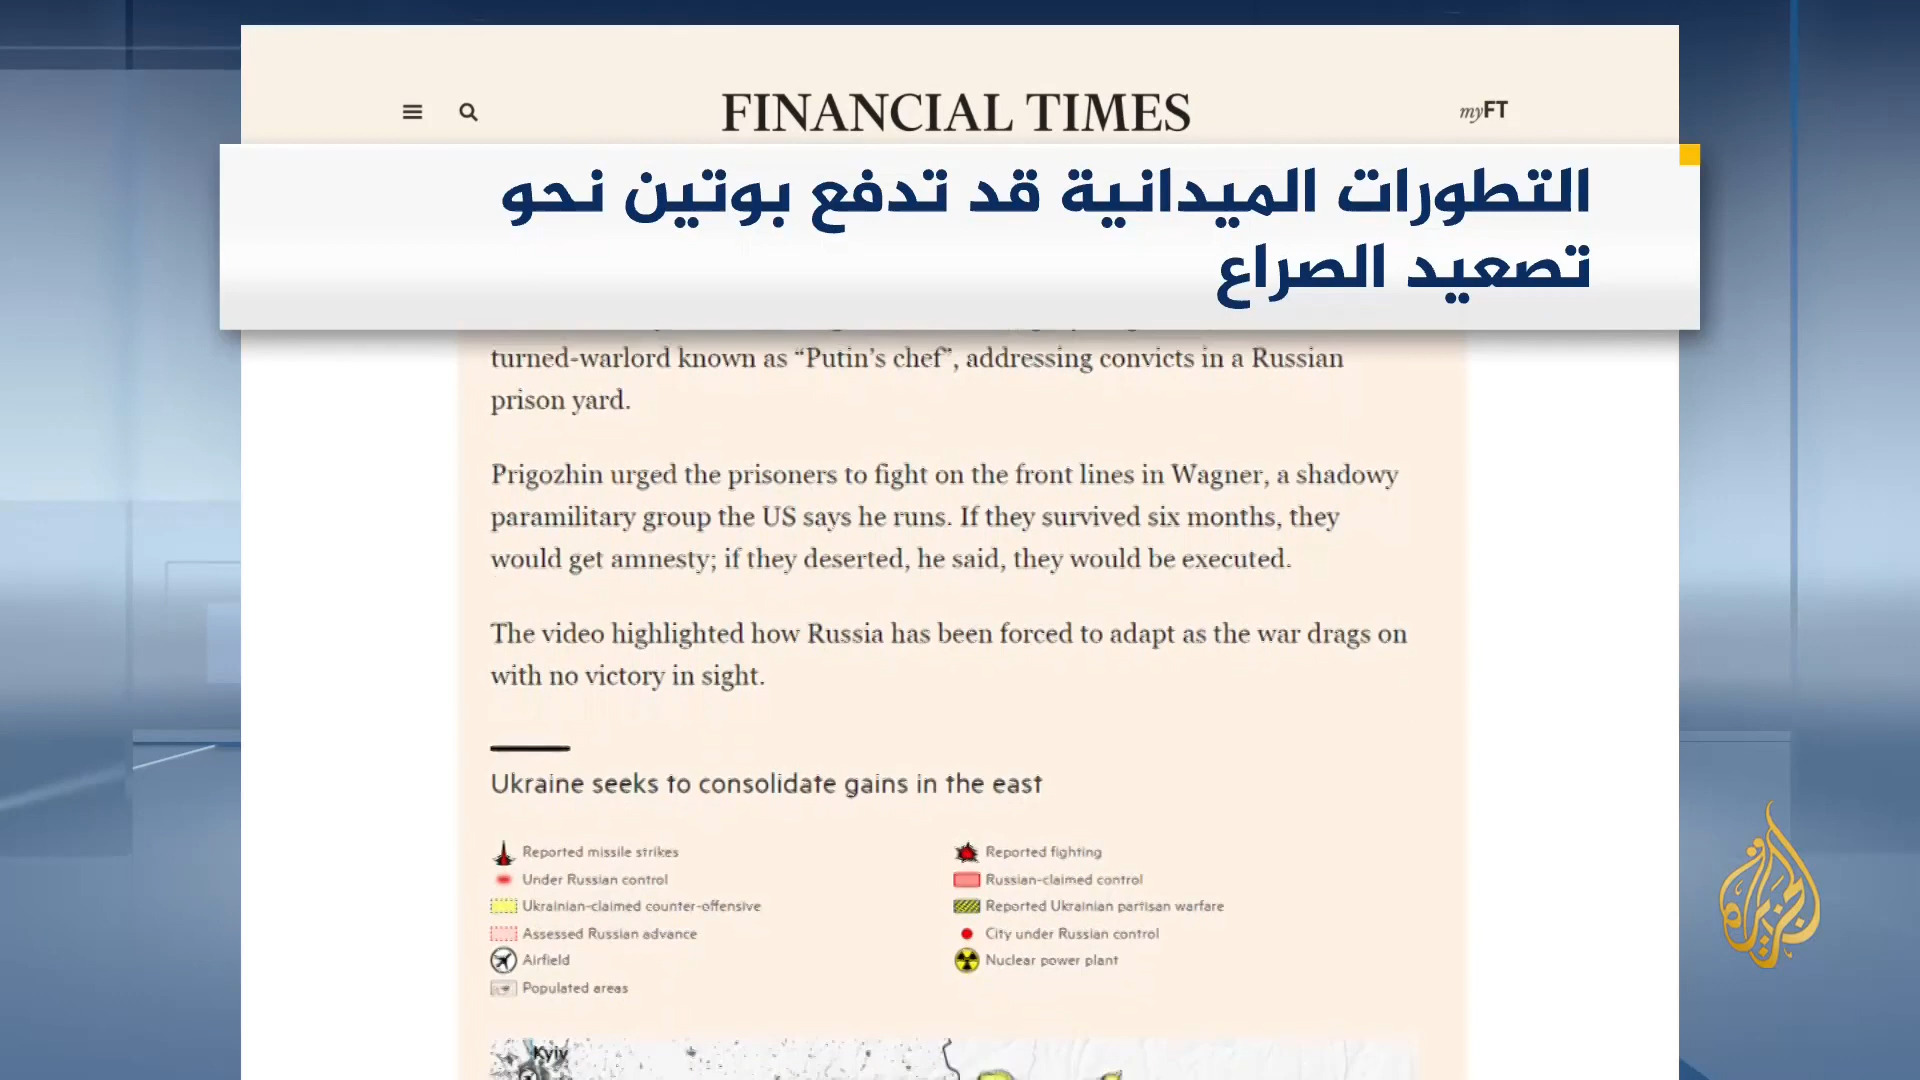 FINANCIAL TIMES
myFT
التطورات الميدانية قد تدفع بوتين نحو
تصعيد الصراع
turned-warlord known as “Putin’s chef”, addressing convicts in a Russian
prison yard.
Prigozhin urged the prisoners to fight on the front lines in Wagner, a shadowy
paramilitary group the US says he runs. If they survived six months, they
would get amnesty; if they deserted, he said, they would be executed.
The video highlighted how Russia has been forced to adapt as the war drags on
with no victory in sight.
Ukraine seeks to consolidate gains in the east
Reported missile strikes
Reported fighting
Under Russian control
Russian-claimed control
Ukrainian-claimed counter-offensive
Reported Ukrainian partisan warfare
Assessed Russian advance
City under Russian control
Airfield
Nuclear power plant
Populated areas
Kyiv
الجزيرة